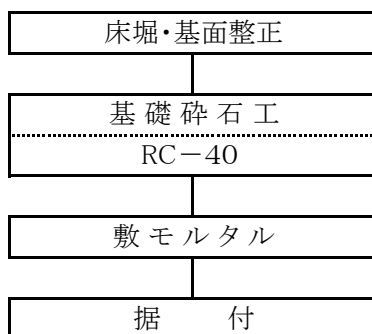 床堀・基面整正
基 礎 砕 石 工
RC－40
敷 モ ル タ ル
据　　付